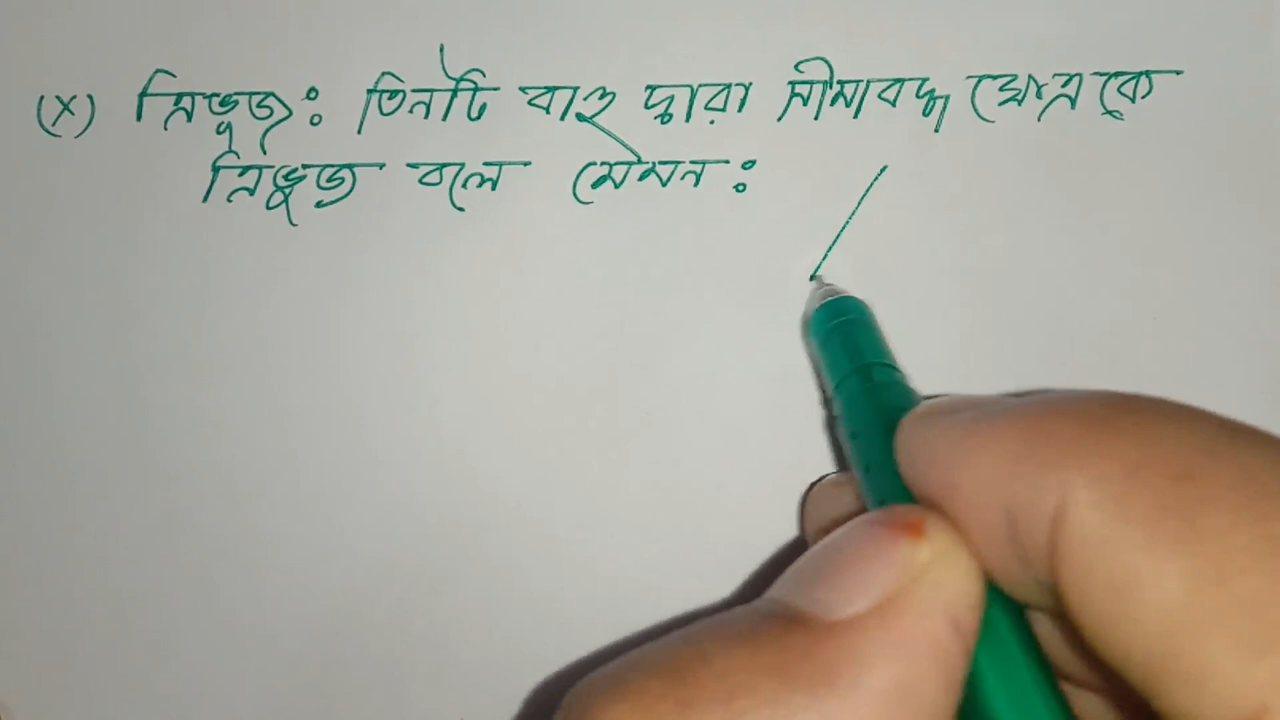 (x) ত্রিভুজ: তিনটি বাহু দ্বারা সীমাবদ্ধ ক্ষেত্রকে
ত্রিভুজ বলে যেমন: